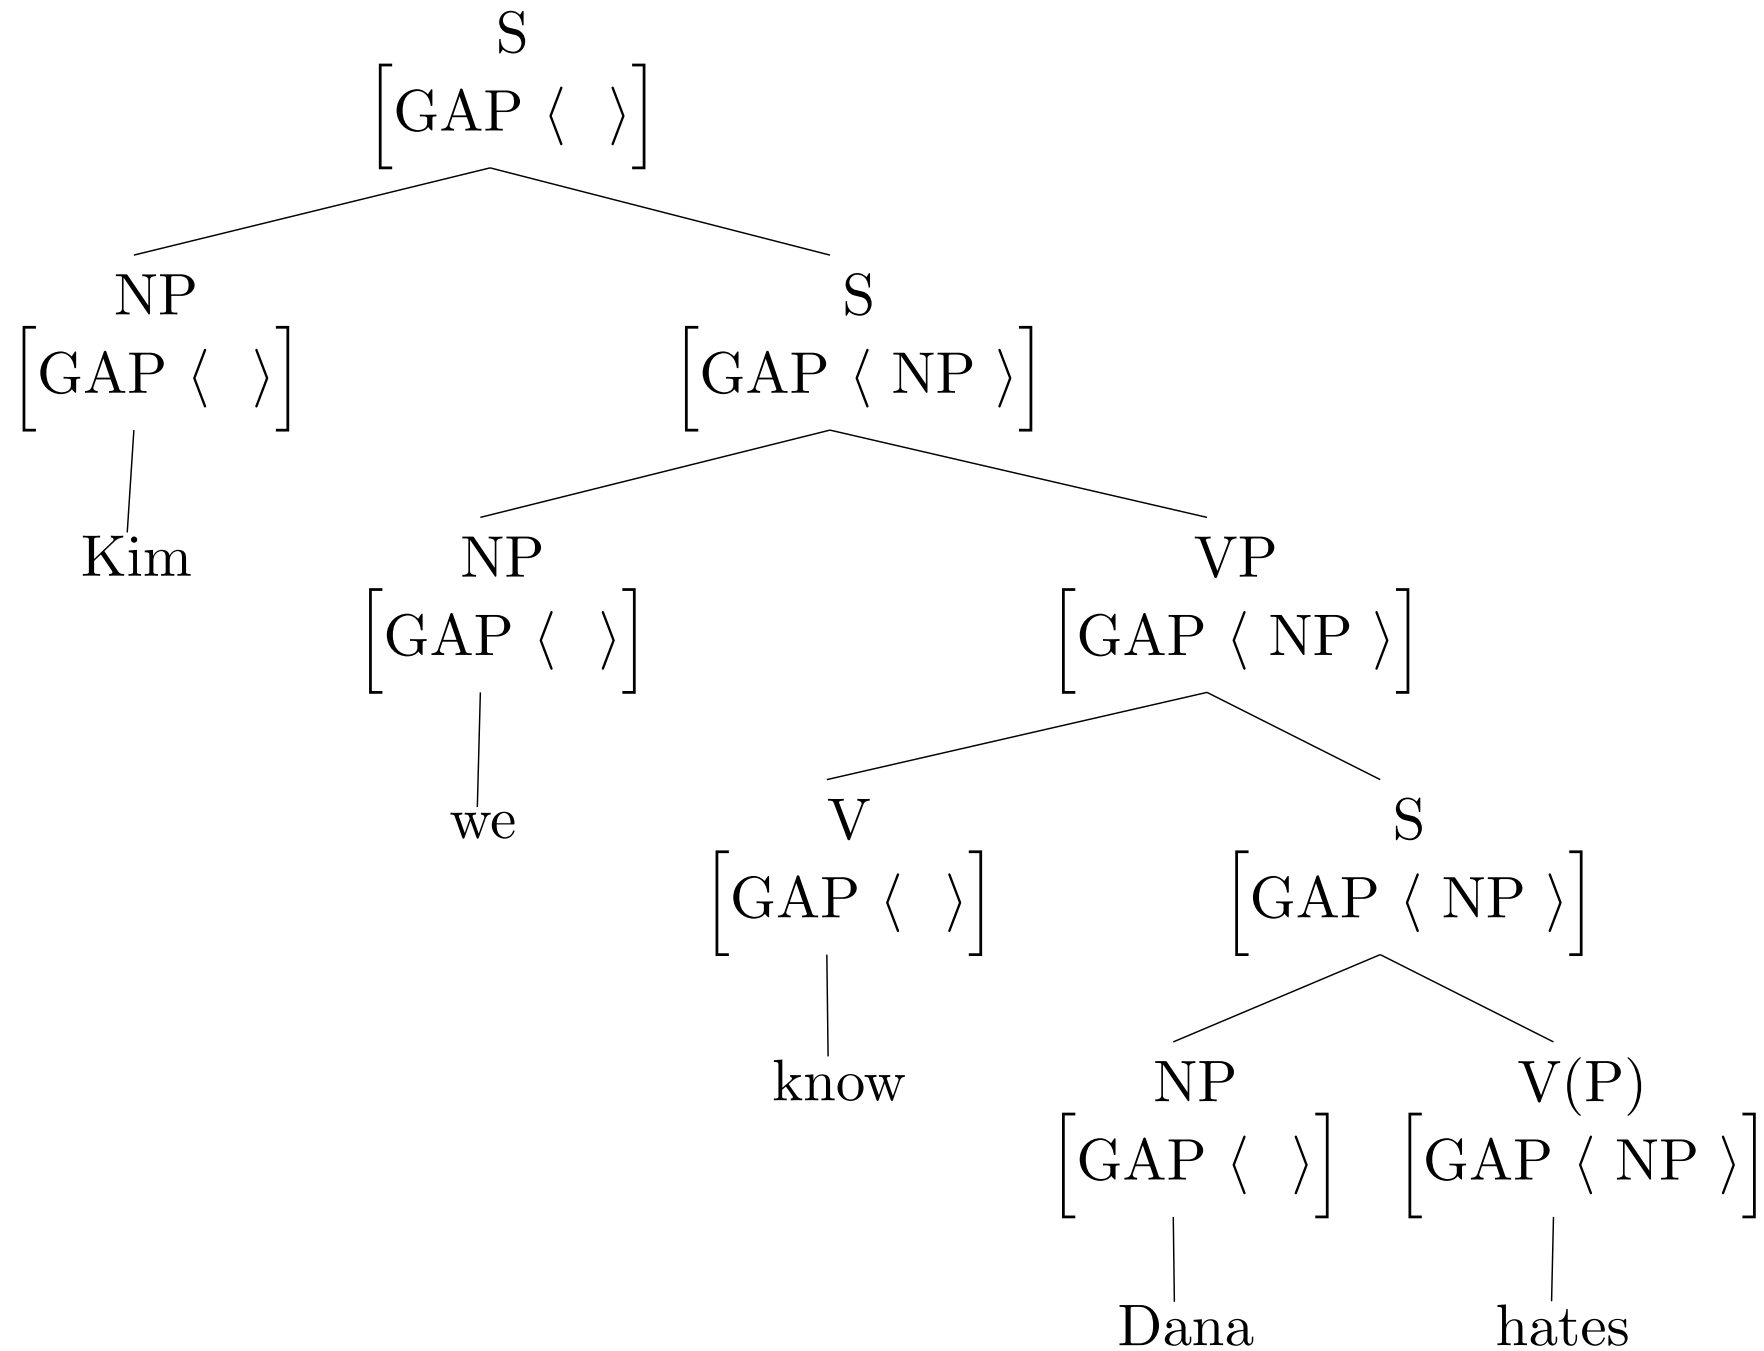 S
[GAP ⟨ ⟩]
NP S
[GAP ⟨ ⟩] [GAP ⟨ NP ⟩]
Kim NP VP
[GAP ⟨ ⟩] [GAP ⟨ NP ⟩]
we V S
[GAP ⟨ ⟩] [GAP ⟨ NP ⟩]
know NP V(P)
[GAP ⟨ ⟩] [GAP ⟨ NP ⟩]
Dana hates